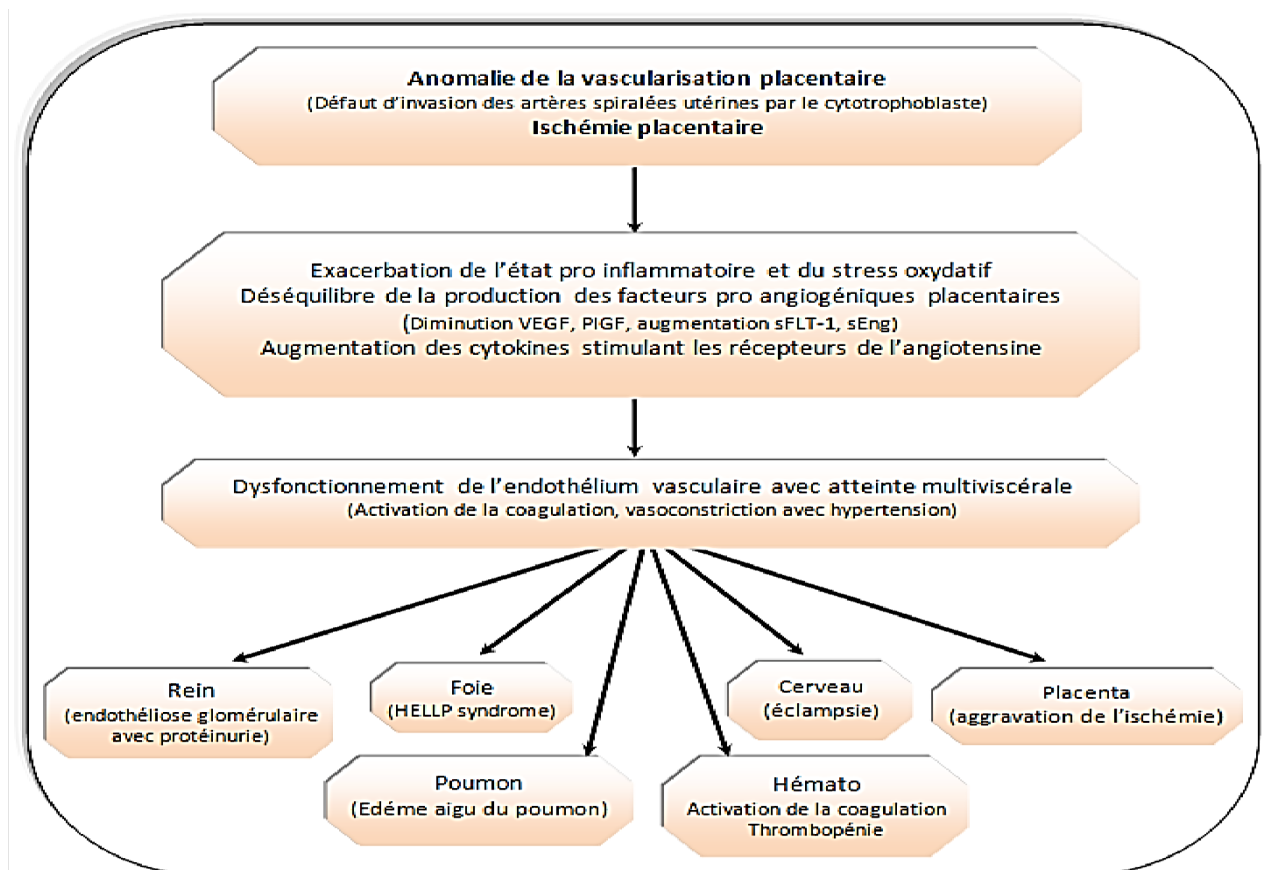 Anomalie de la vascularisation placentaire
(Défaut d'invasion des artères spiralées utérines par le cytotrophoblaste)
Ischémie placentaire
Exacerbation de l'état pro inflammatoire et du stress oxydatif
Déséquilibre de la production des facteurs pro angiogéniques placentaires
(Diminution VEGF, PIGF, augmentation sFLT-1, sEng)
Augmentation des cytokines stimulant les récepteurs de l'angiotensine
Dysfonctionnement de l'endothélium vasculaire avec atteinte multiviscérale
(Activation de la coagulation, vasoconstriction avec hypertension)
Rein
(endothéliose glomérulaire
avec protéinurie)
Foie
(HELLP syndrome)
Cerveau
(éclampsie)
Placenta
(aggravation de l'ischémie)
Poumon
(Edéme aigu du poumon)
Hémato
Activation de la coagulation
Thrombopénie